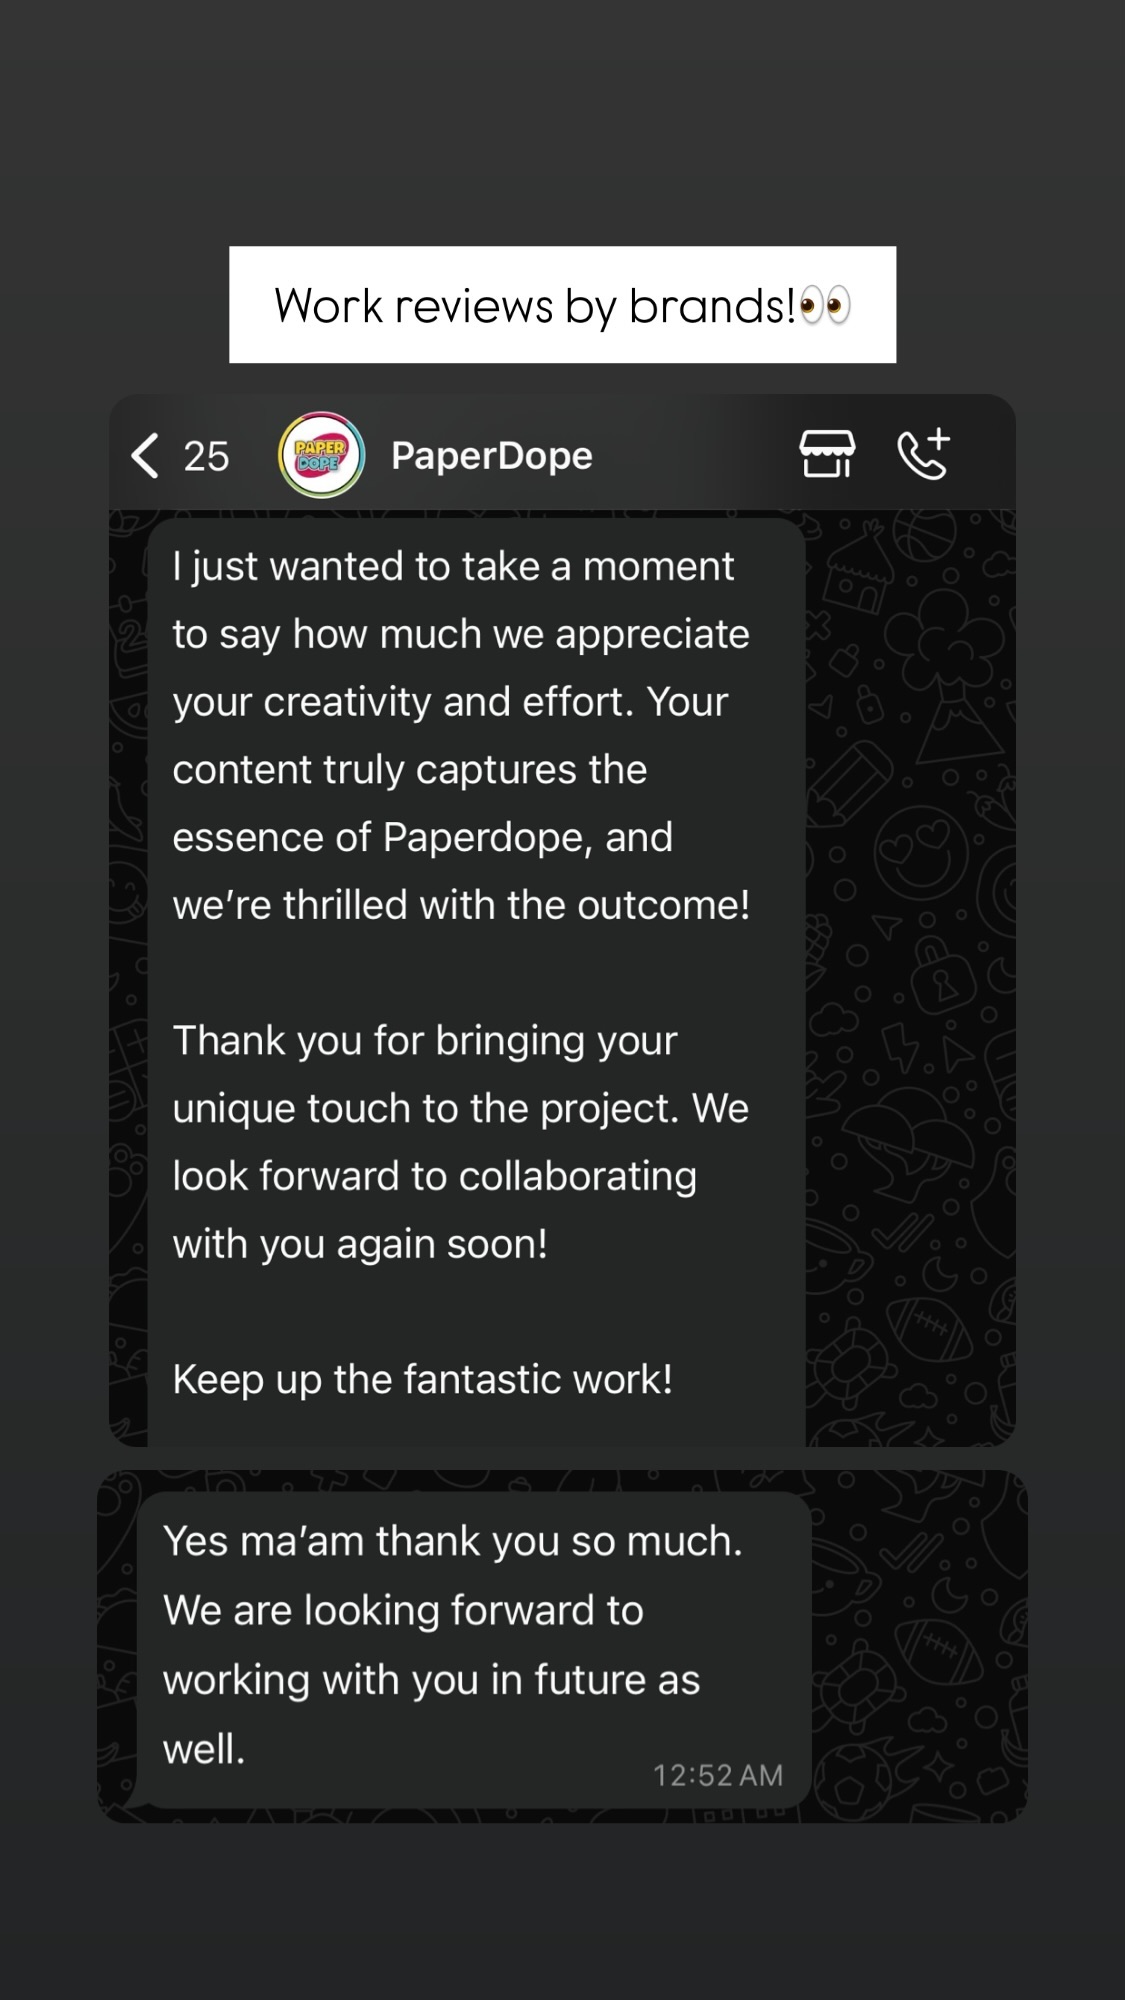 Work reviews by brands!👀
25
PAPER
DOPE
PaperDope
I just wanted to take a moment
to say how much we appreciate
your creativity and effort. Your
content truly captures the
essence of Paperdope, and
we’re thrilled with the outcome!
Thank you for bringing your
unique touch to the project. We
look forward to collaborating
with you again soon!
Keep up the fantastic work!
Yes ma’am thank you so much.
We are looking forward to
working with you in future as
well.
12:52 AM